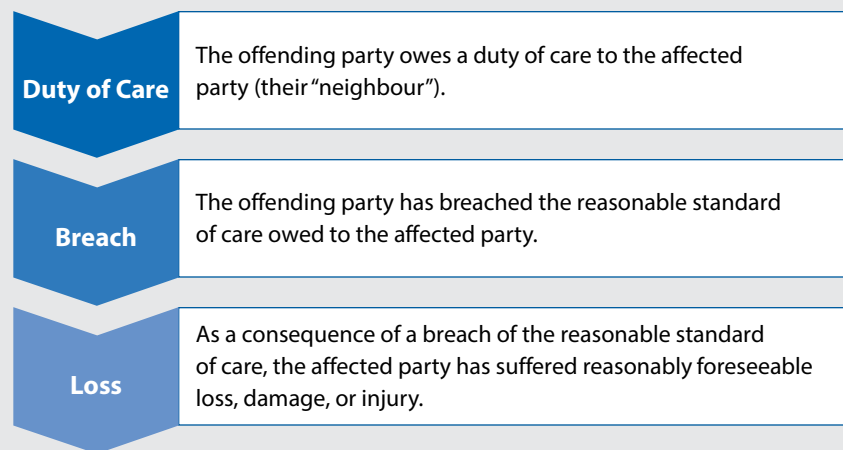 Duty of Care
The offending party owes a duty of care to the affected
party (their “neighbour”).
Breach
The offending party has breached the reasonable standard
of care owed to the affected party.
Loss
As a consequence of a breach of the reasonable standard
of care, the affected party has suffered reasonably foreseeable
loss, damage, or injury.